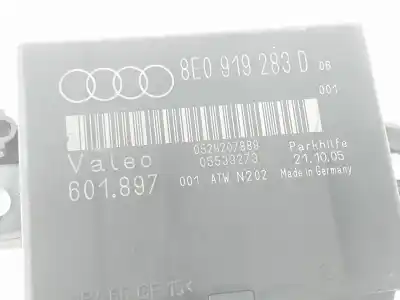 8E0 919 283 D 06
001
Valeo 0529207889 Parkhilfe
05533273 21.10.05
601.897 001 ATW N202 Made in Germany